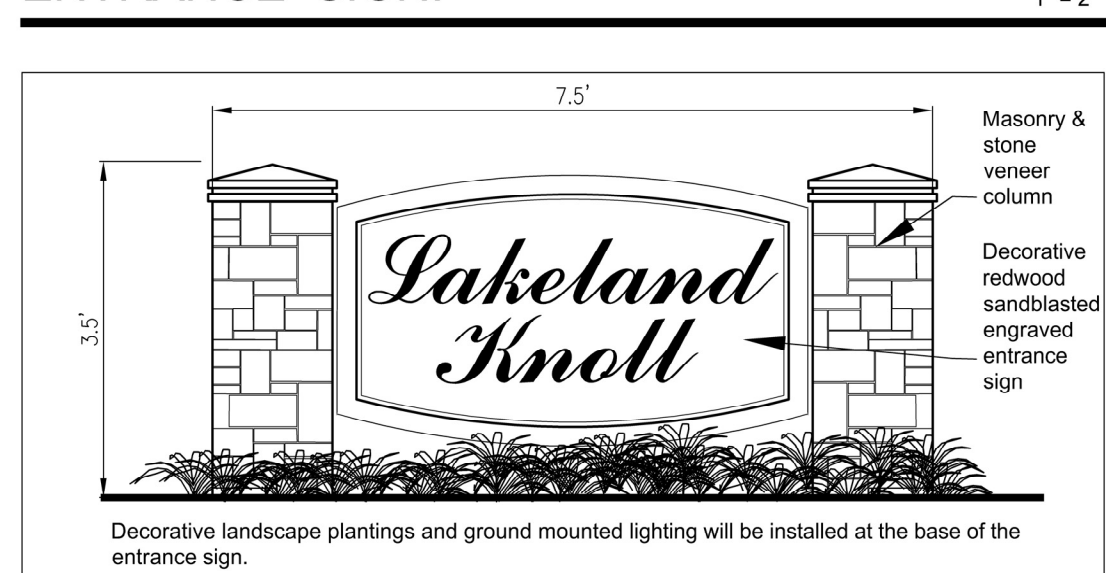 7.5'
Masonry &
stone
veneer
column
3.5'
Lakeland
Knoll
Decorative
redwood
sandblasted
engraved
entrance
sign
Decorative landscape plantings and ground mounted lighting will be installed at the base of the
entrance sign.